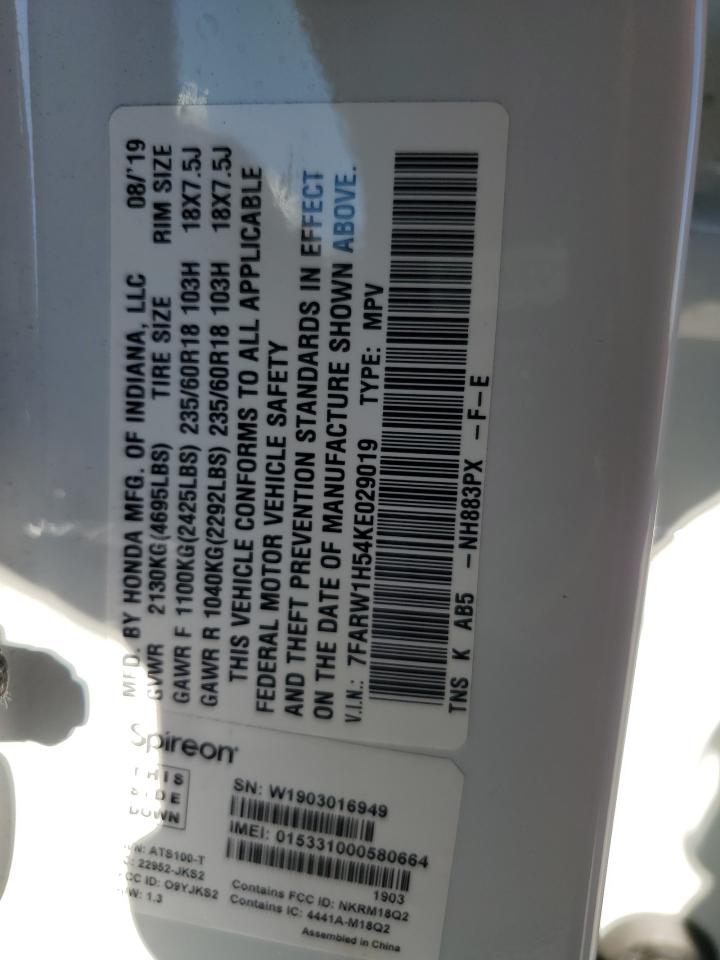 MFD. BY HONDA MFG. OF INDIANA, LLC 08/'19
GVWR 2130KG(4695LBS) TIRE SIZE RIM SIZE
GAWR F 1100KG(2425LBS) 235/60R18 103H 18X7.5J
GAWR R 1040KG(2292LBS) 235/60R18 103H 18X7.5J
THIS VEHICLE CONFORMS TO ALL APPLICABLE
FEDERAL MOTOR VEHICLE SAFETY
AND THEFT PREVENTION STANDARDS IN EFFECT
ON THE DATE OF MANUFACTURE SHOWN ABOVE.
V.I.N.: 7FARW1H54KE029019 TYPE: MPV
TNS K AB5 -NH883PX -F-E
Spireon
THIS
SIDE
DOWN
SN: W1903016949
IMEI: 015331000580664
1903
ATS100-T
22952-JKS2
FCC ID: O9YJKS2
HW: 1.3
Contains FCC ID: NKRM18Q2
Contains IC: 4441A-M18Q2
Assembled in China